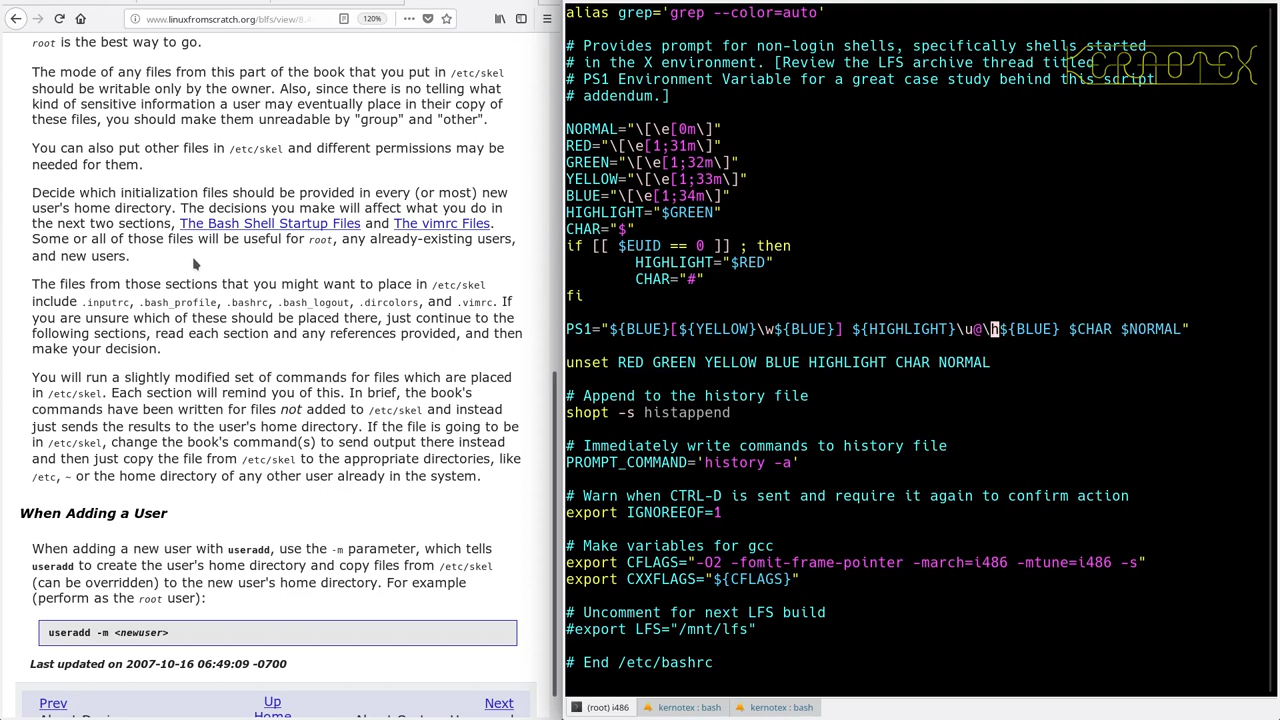 www.linuxfromscratch.org/blfs/view/8.4
120%
root is the best way to go.
The mode of any files from this part of the book that you put in /etc/skel
should be writable only by the owner. Also, since there is no telling what
kind of sensitive information a user may eventually place in their copy of
these files, you should make them unreadable by "group" and "other".
You can also put other files in /etc/skel and different permissions may be
needed for them.
Decide which initialization files should be provided in every (or most) new
user's home directory. The decisions you make will affect what you do in
the next two sections, The Bash Shell Startup Files and The vimrc Files.
Some or all of those files will be useful for root, any already-existing users,
and new users.
The files from those sections that you might want to place in /etc/skel
include .inputrc, .bash_profile, .bashrc, .bash_logout, .dircolors, and .vimrc. If
you are unsure which of these should be placed there, just continue to the
following sections, read each section and any references provided, and then
make your decision.
You will run a slightly modified set of commands for files which are placed
in /etc/skel. Each section will remind you of this. In brief, the book's
commands have been written for files not added to /etc/skel and instead
just sends the results to the user's home directory. If the file is going to be
in /etc/skel, change the book's command(s) to send output there instead
and then just copy the file from /etc/skel to the appropriate directories, like
/etc, ~ or the home directory of any other user already in the system.
When Adding a User
When adding a new user with useradd, use the -m parameter, which tells
useradd to create the user's home directory and copy files from /etc/skel
(can be overridden) to the new user's home directory. For example
(perform as the root user):
useradd -m <newuser>
Last updated on 2007-10-16 06:49:09 -0700
Prev
Up
Next
Home
alias grep='grep --color=auto'
# Provides prompt for non-login shells, specifically shells started
# in the X environment. [Review the LFS archive thread titled
# PS1 Environment Variable for a great case study behind this script
# addendum.]
NORMAL="\[\e[0m\]"
RED="\[\e[1;31m\]"
GREEN="\[\e[1;32m\]"
YELLOW="\[\e[1;33m\]"
BLUE="\[\e[1;34m\]"
HIGHLIGHT="$GREEN"
CHAR="$"
if [[ $EUID == 0 ]] ; then
HIGHLIGHT="$RED"
CHAR="#"
fi
PS1="${BLUE}[${YELLOW}\w${BLUE}] ${HIGHLIGHT}\u@\h${BLUE} $CHAR $NORMAL"
unset RED GREEN YELLOW BLUE HIGHLIGHT CHAR NORMAL
# Append to the history file
shopt -s histappend
# Immediately write commands to history file
PROMPT_COMMAND='history -a'
# Warn when CTRL-D is sent and require it again to confirm action
export IGNOREEOF=1
# Make variables for gcc
export CFLAGS="-O2 -fomit-frame-pointer -march=i486 -mtune=i486 -s"
export CXXFLAGS="${CFLAGS}"
# Uncomment for next LFS build
#export LFS="/mnt/lfs"
# End /etc/bashrc
(root) i486
kernotex : bash
kernotex : bash
KERNOTEX